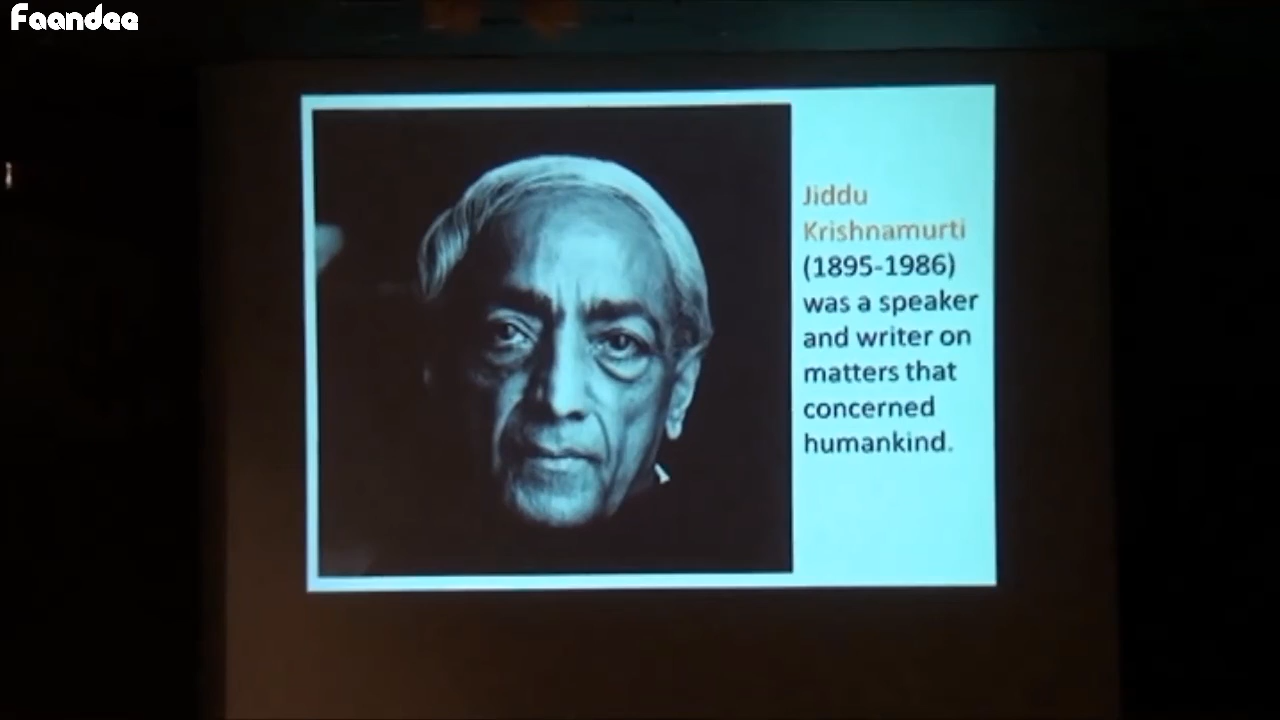 Faandee
Jiddu
Krishnamurti
(1895-1986)
was a speaker
and writer on
matters that
concerned
humankind.